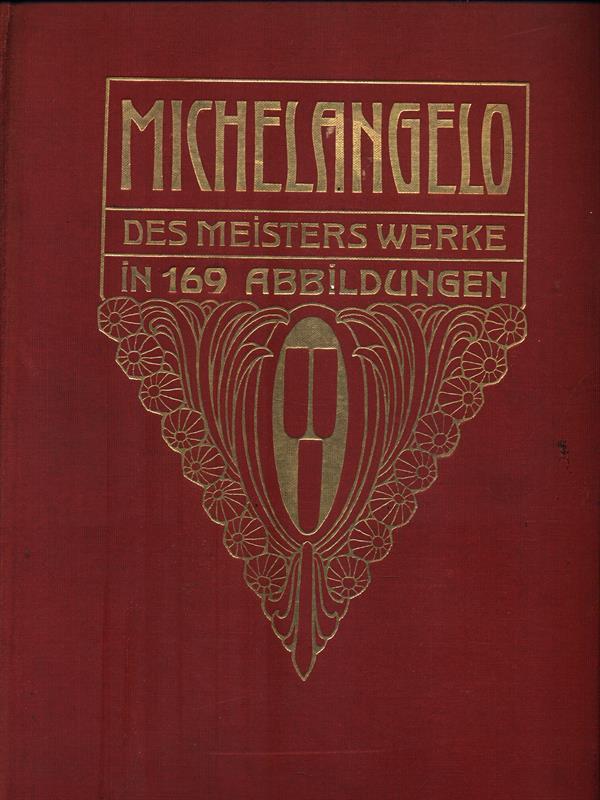 MICHELANGELO
DES MEISTERS WERKE
IN 169 ABBILDUNGEN